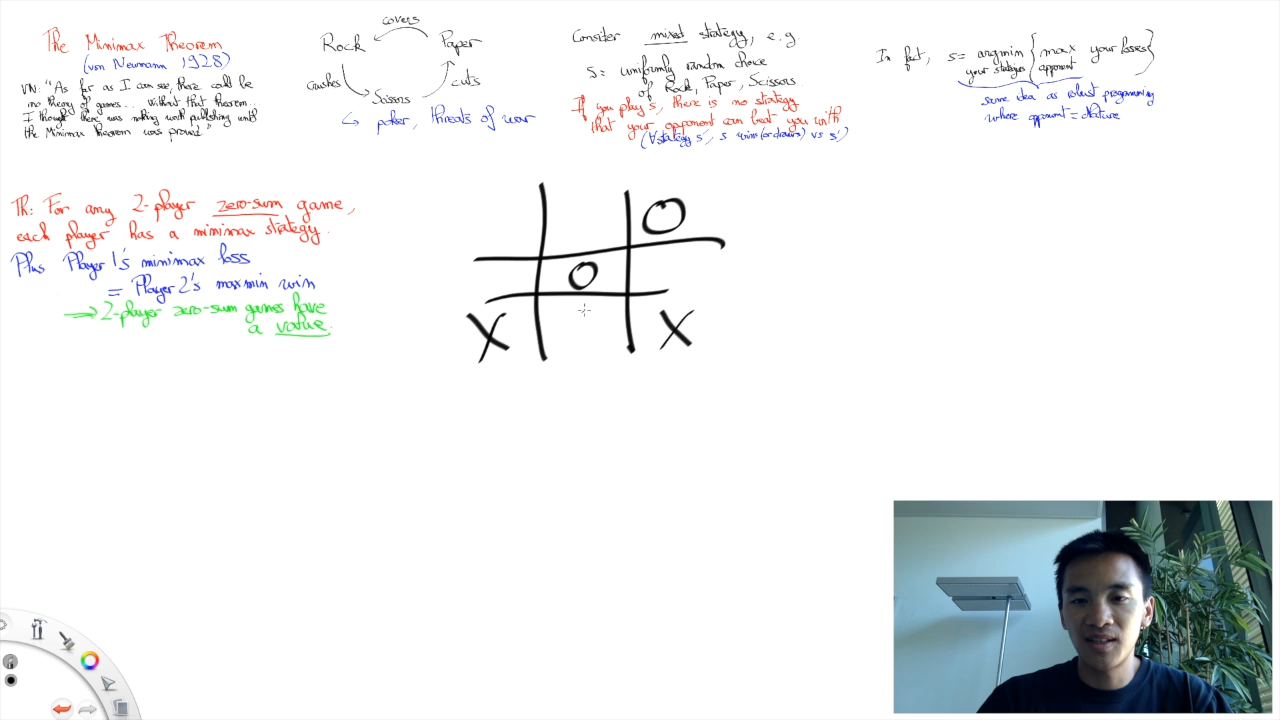 The Minimax Theorem
(von Neumann, 1928)
VN: "As far as I can see, there could be
no theory of games... without that theorem...
I thought there was nothing worth publishing until
the Minimax Theorem was proved"
covers
Rock
Paper
crushes
Scissors
cuts
↳ poker, threats of war
Consider mixed strategy, e.g.
S = uniformly random choice
of Rock, Paper, Scissors.
If you play s, there is no strategy
that your opponent can beat you with
(∀ strategy s', s wins (or draws) vs s')
In fact, s = argmin { max your losses }
your strategies opponent
same idea as robust programming
where opponent = Nature
Th: For any 2-player zero-sum game,
each player has a minimax strategy.
Plus Player 1's minimax loss
= Player 2's maxmin win
⇒ 2-player zero-sum games have
a value.
O
O
X X